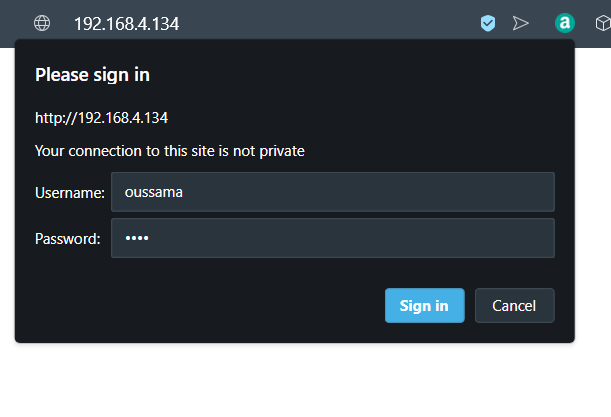 192.168.4.134
a
Please sign in
http://192.168.4.134
Your connection to this site is not private
Username: oussama
Password: ••••
Sign in Cancel